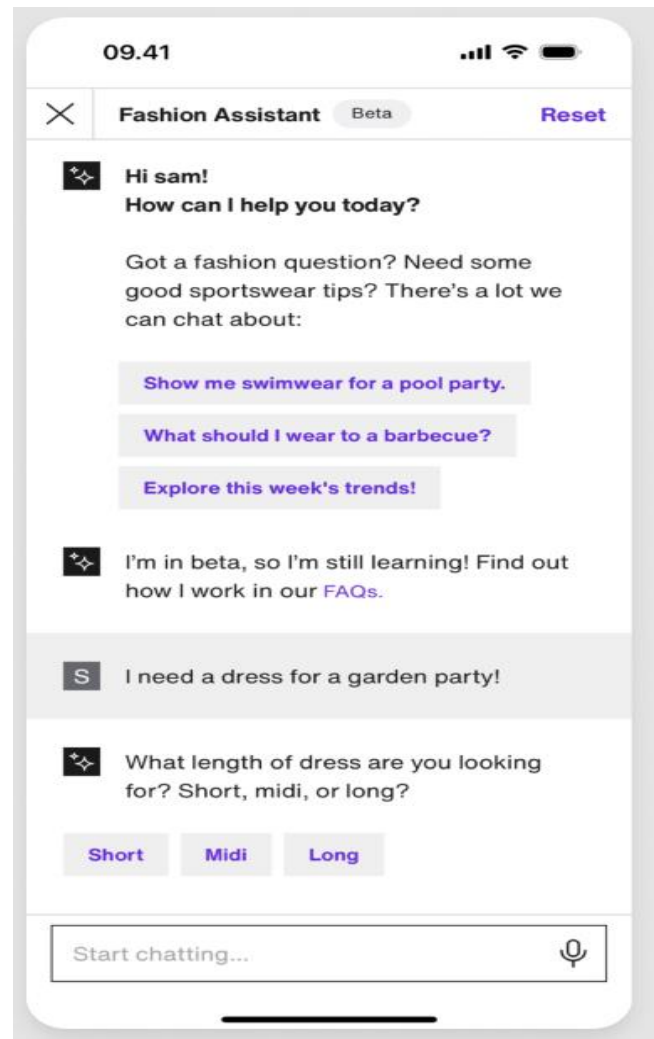 09.41
Fashion Assistant Beta Reset
Hi sam!
How can I help you today?
Got a fashion question? Need some
good sportswear tips? There's a lot we
can chat about:
Show me swimwear for a pool party.
What should I wear to a barbecue?
Explore this week's trends!
I'm in beta, so I'm still learning! Find out
how I work in our FAQs.
S I need a dress for a garden party!
What length of dress are you looking
for? Short, midi, or long?
Short Midi Long
Start chatting...